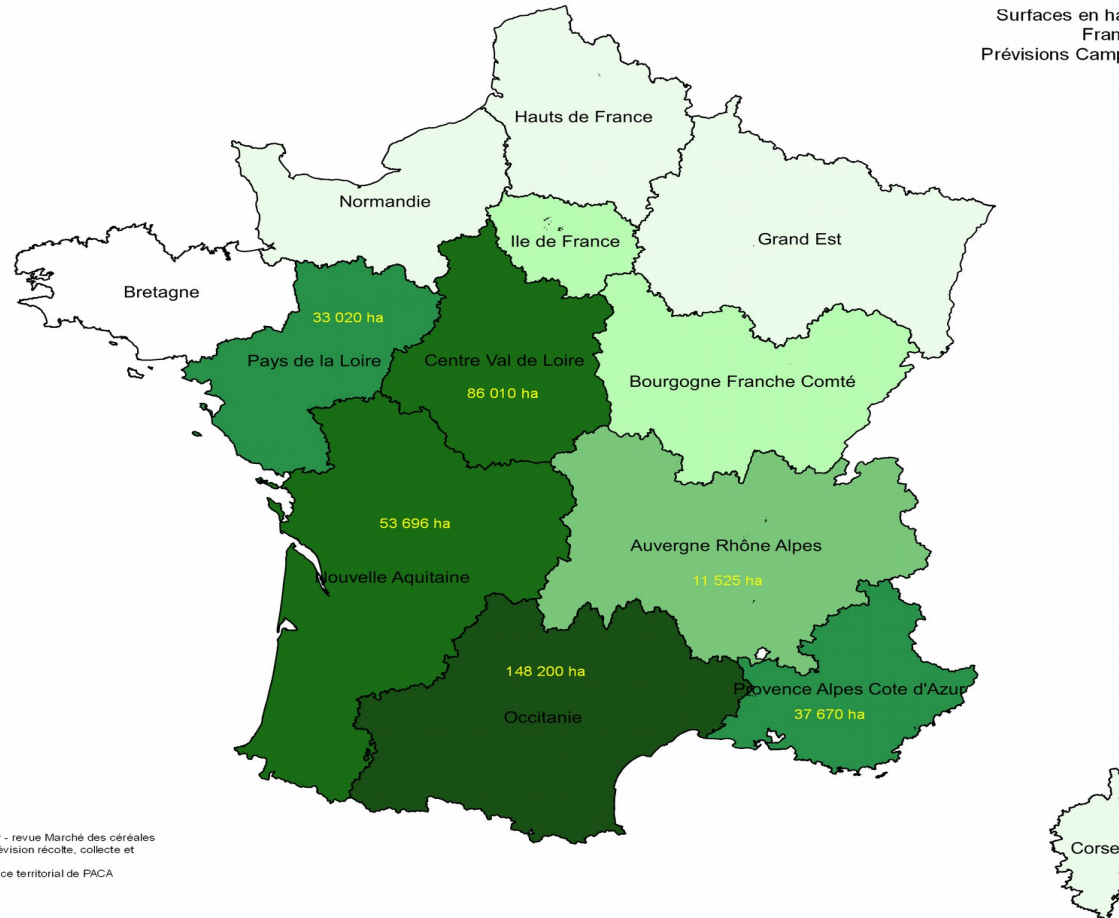 Surfaces en ha
Fran
Prévisions Camp
Hauts de France
Normandie
Ile de France
Grand Est
Bretagne
33 020 ha
Pays de la Loire
Centre Val de Loire
86 010 ha
Bourgogne Franche Comté
53 696 ha
Nouvelle Aquitaine
Auvergne Rhône Alpes
11 525 ha
148 200 ha
Occitanie
Provence Alpes Cote d'Azur
37 670 ha
- revue Marché des céréales
évision récolte, collecte et
ce territorial de PACA
Corse